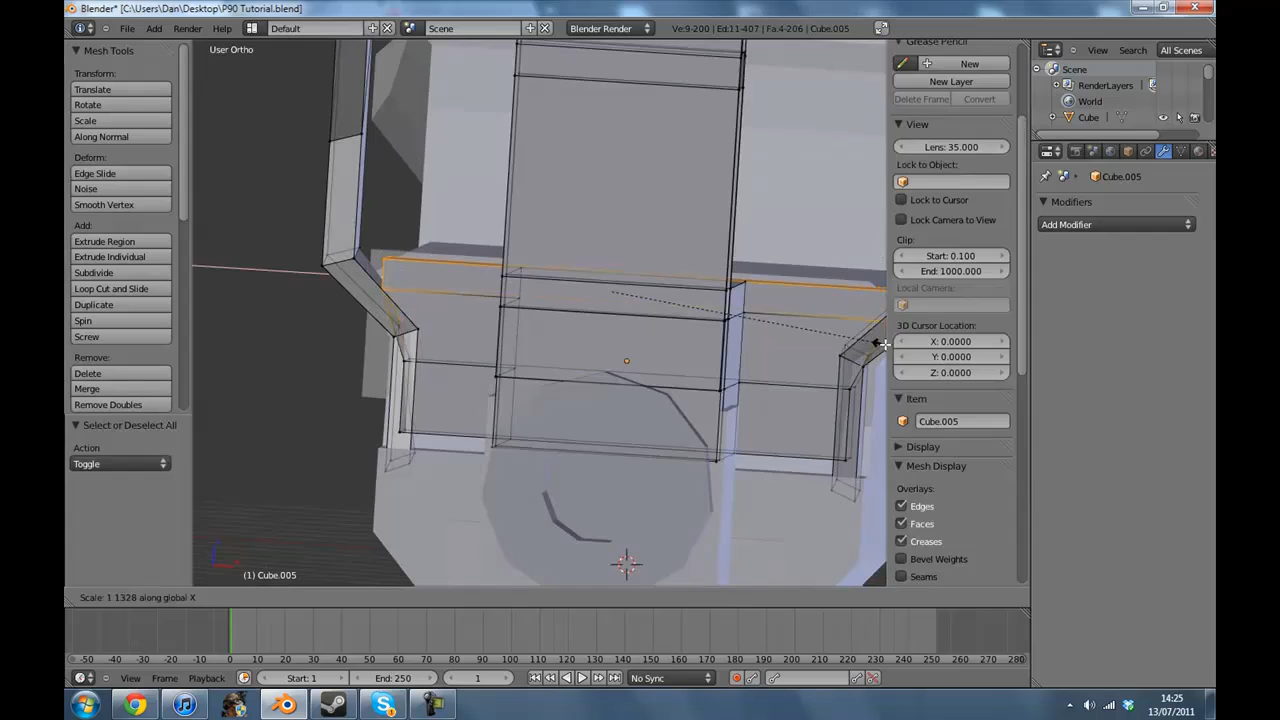 Blender* [C:\Users\Dan\Desktop\P90 Tutorial.blend]
File Add Render Help Default Scene Blender Render Ve:9-200 | Ed:11-407 | Fa:4-206 | Cube.005
Mesh Tools
Transform:
Translate
Rotate
Scale
Along Normal
Deform:
Edge Slide
Noise
Smooth Vertex
Add:
Extrude Region
Extrude Individual
Subdivide
Loop Cut and Slide
Duplicate
Spin
Screw
Remove:
Delete
Merge
Remove Doubles
Select or Deselect All
Action
Toggle
User Ortho
(1) Cube.005
Grease Pencil
New
New Layer
Delete Frame Convert
View
Lens: 35.000
Lock to Object:
Lock to Cursor
Lock Camera to View
Clip:
Start: 0.100
End: 1000.000
Local Camera:
3D Cursor Location:
X: 0.0000
Y: 0.0000
Z: 0.0000
Item
Cube.005
Display
Mesh Display
Overlays:
Edges
Faces
Creases
Bevel Weights
Seams
View Search All Scenes
Scene
RenderLayers
World
Cube
Cube.005
Modifiers
Add Modifier
Scale: 1.1328 along global X
-50 -40 -30 -20 -10 0 10 20 30 40 50 60 70 80 90 100 110 120 130 140 150 160 170 180 190 200 210 220 230 240 250 260 270 280
View Frame Playback Start: 1 End: 250 1 No Sync
14:25
13/07/2011